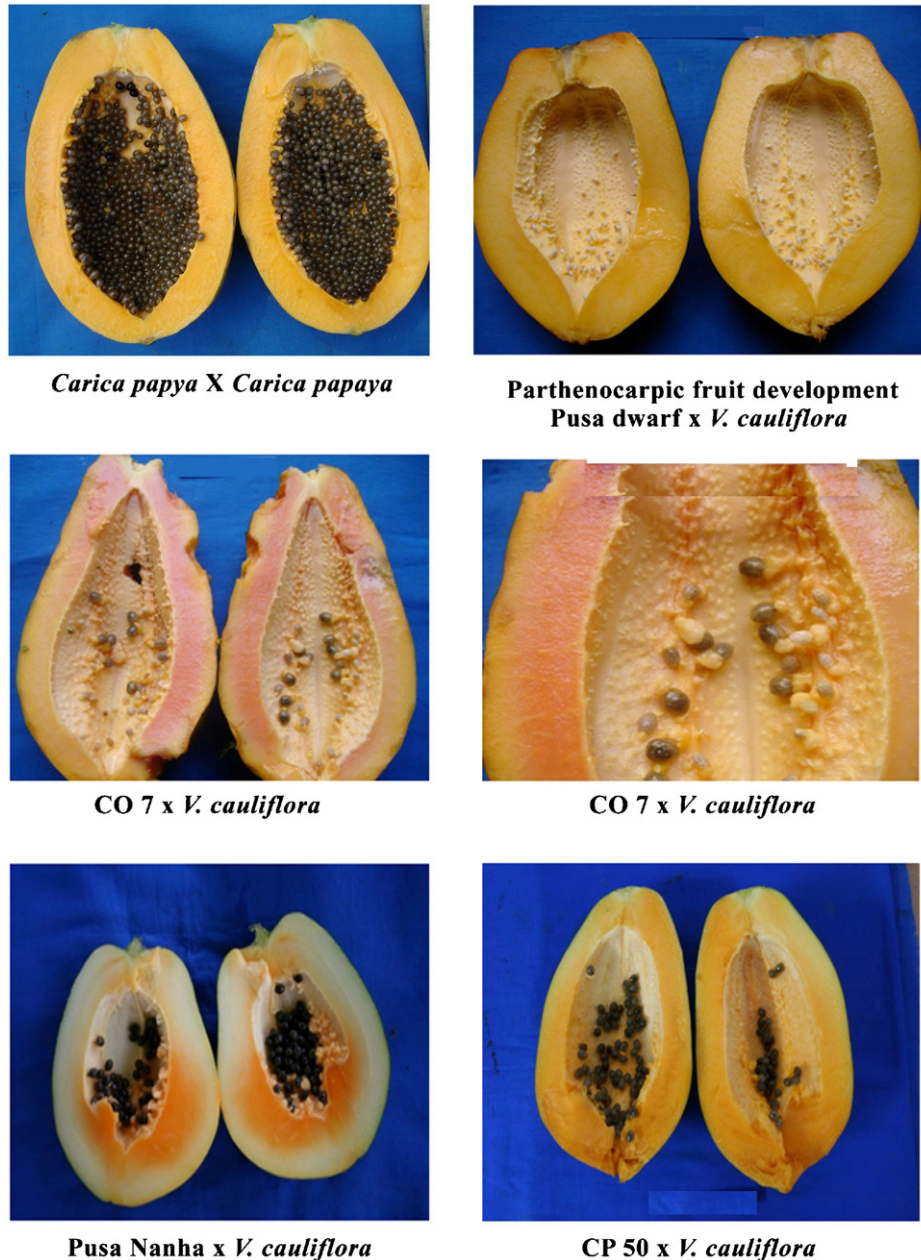 Carica papya X Carica papaya
Parthenocarpic fruit development
Pusa dwarf x V. cauliflora
CO 7 x V. cauliflora
CO 7 x V. cauliflora
Pusa Nanha x V. cauliflora
CP 50 x V. cauliflora